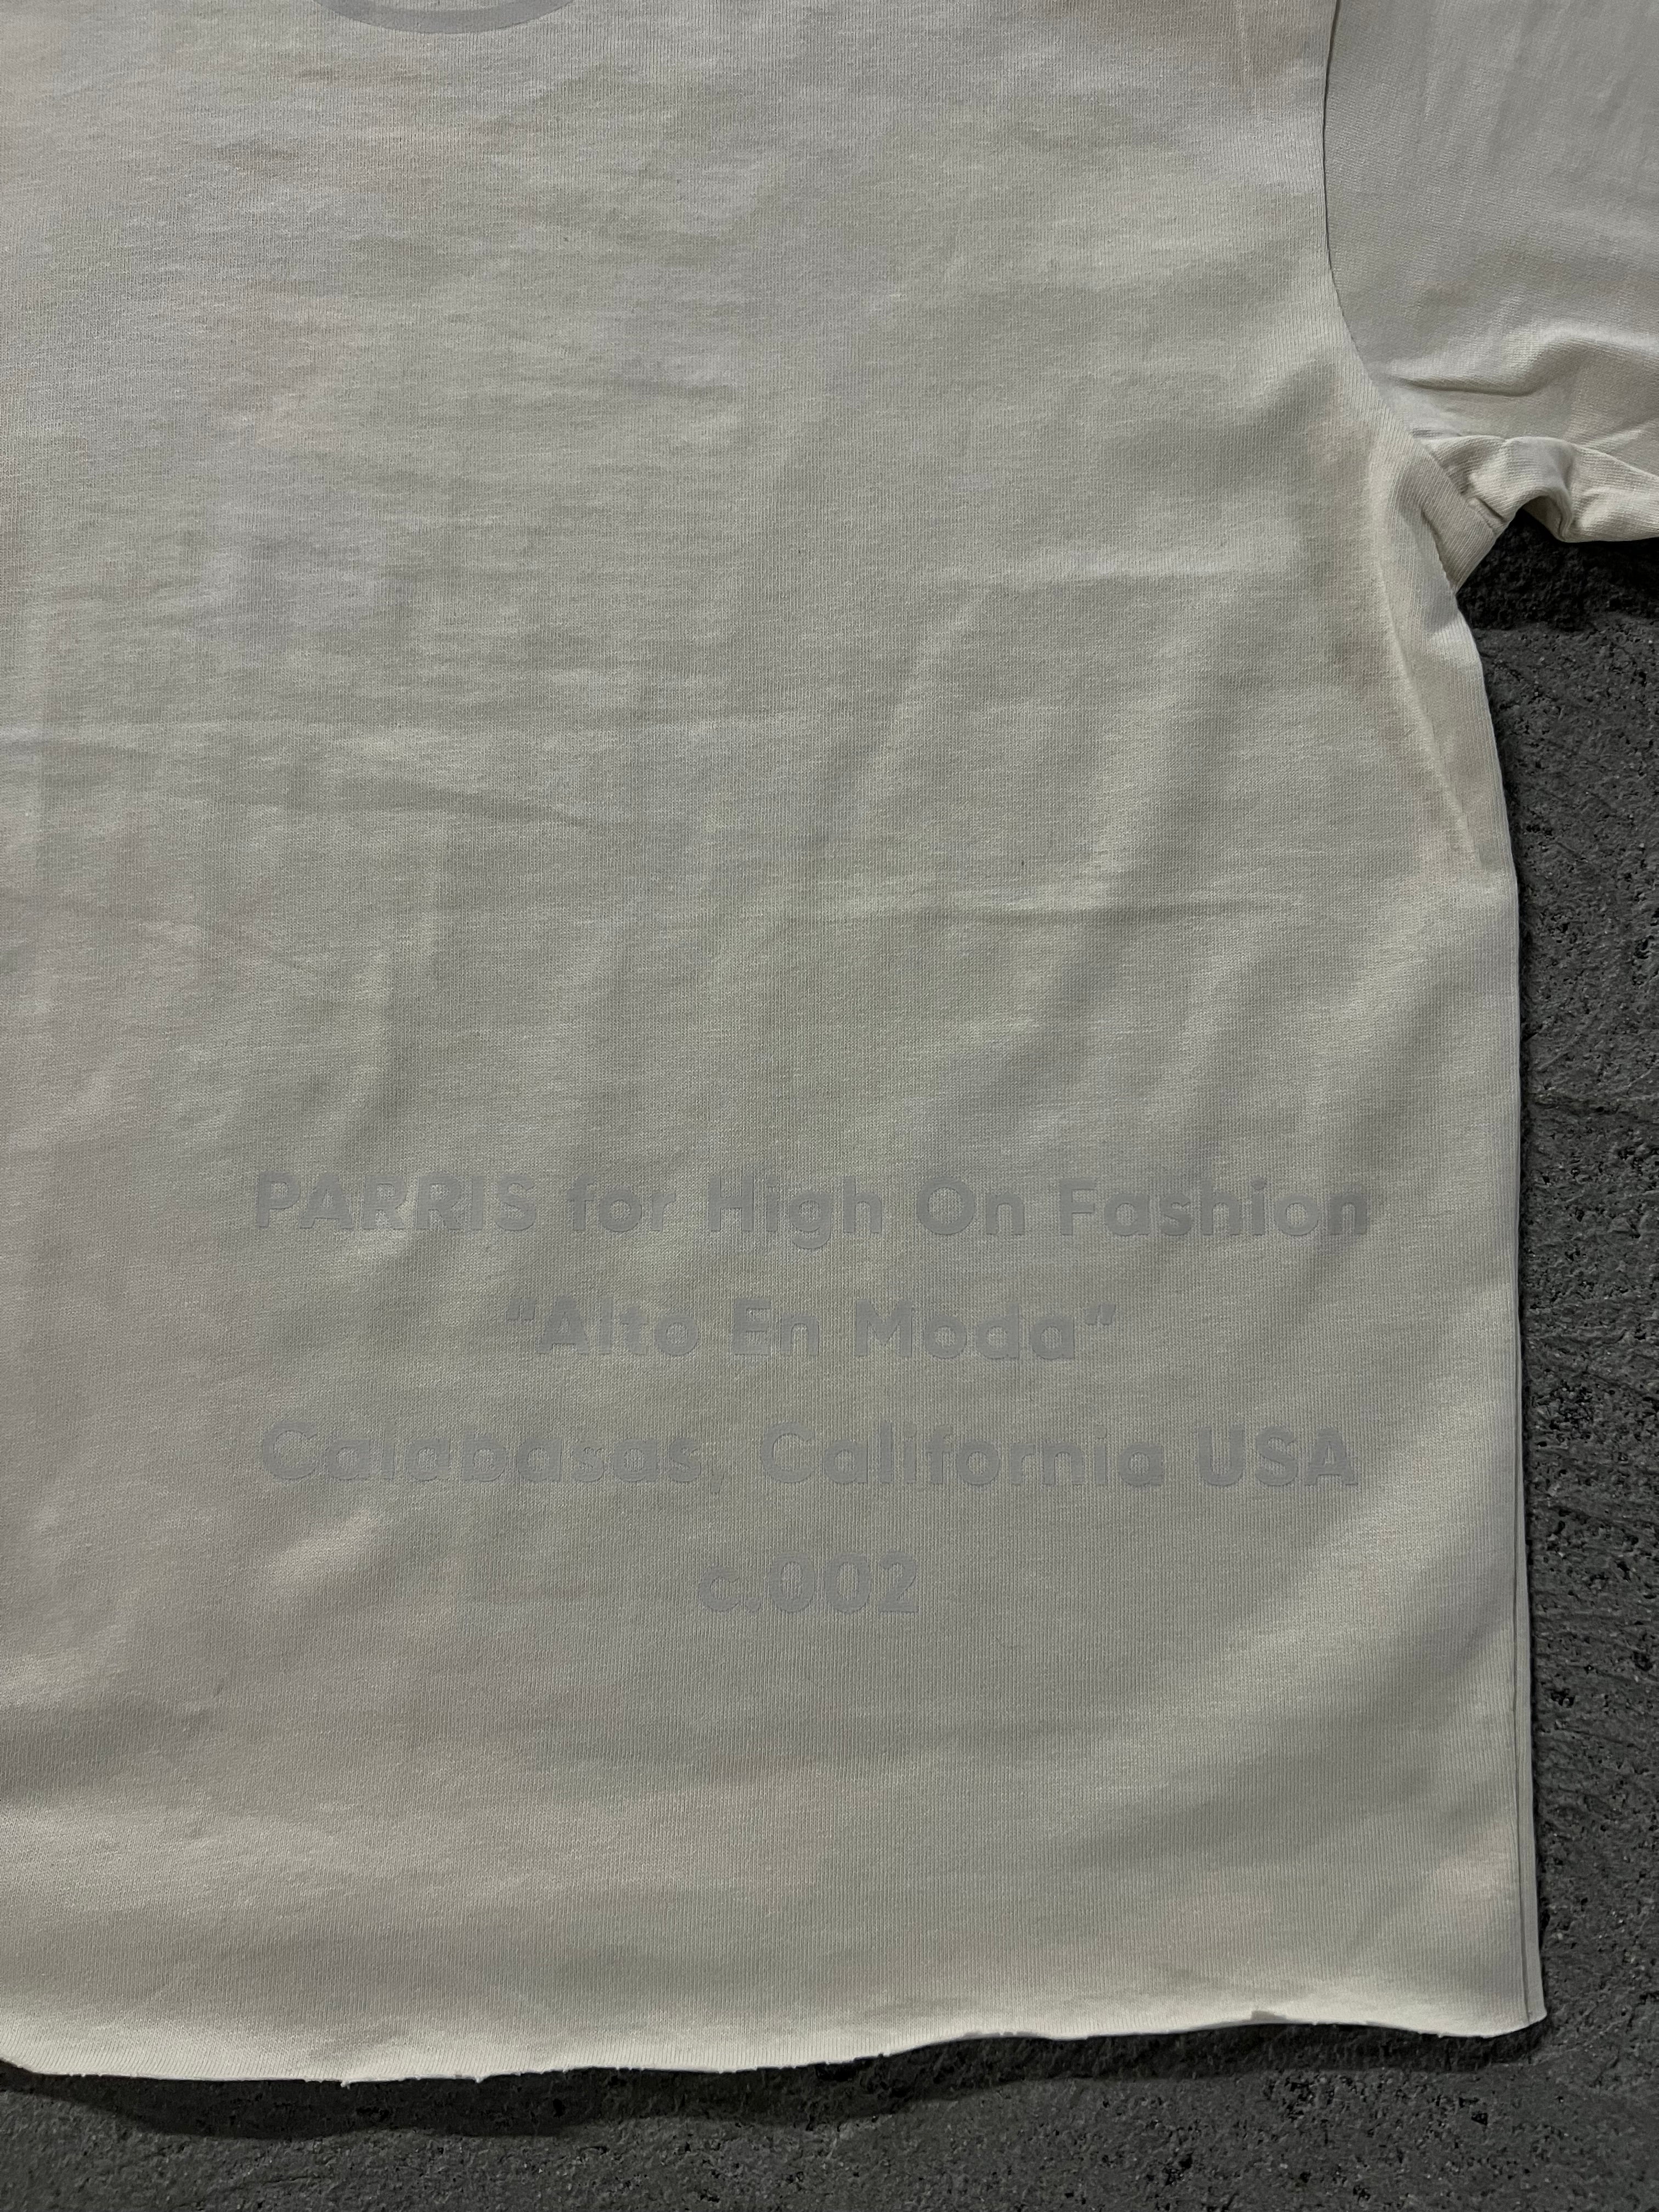 PARRIS for High On Fashion
"Alto En Moda"
Calabasas, California USA
c.002